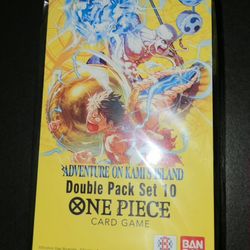 ADVENTURE ON KAMI'S ISLAND
Double Pack Set 10
ONE PIECE
CARD GAME
BAN